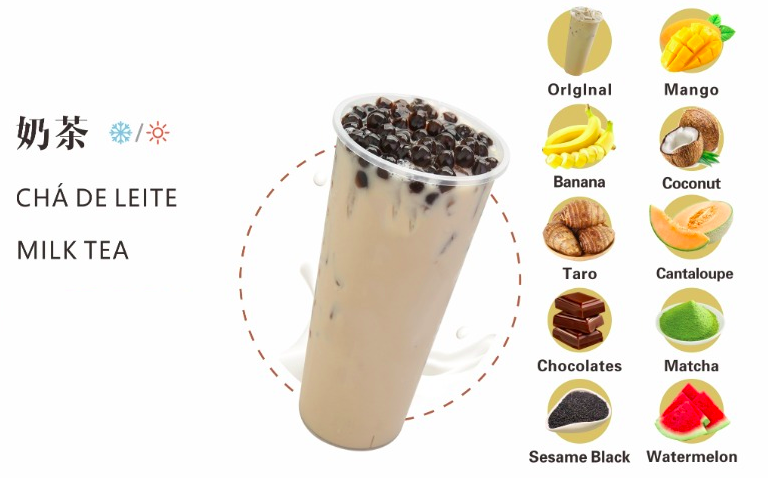 奶茶 /
CHÁ DE LEITE
MILK TEA
OrigInal
Mango
Banana
Coconut
Taro
Cantaloupe
Chocolates
Matcha
Sesame Black
Watermelon